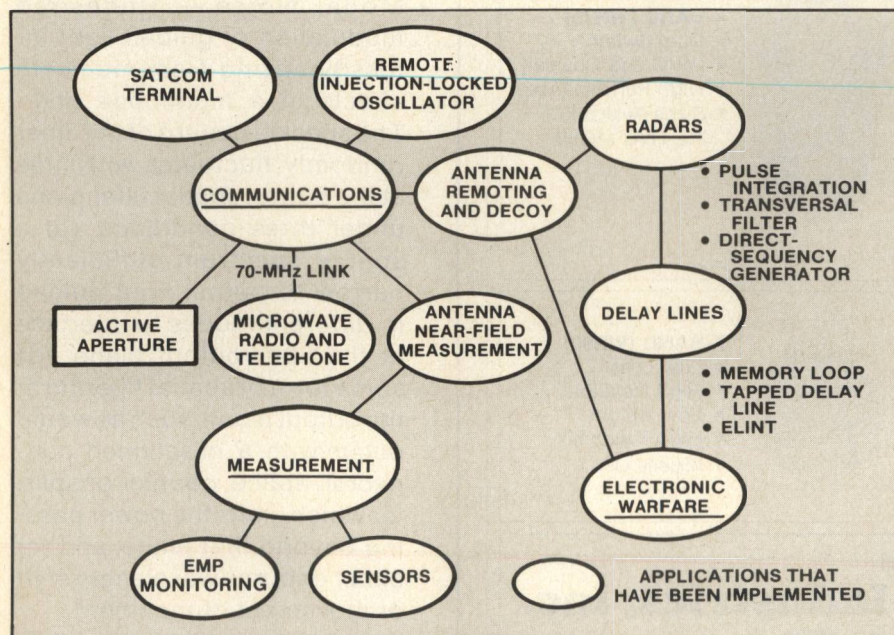 SATCOM
TERMINAL
REMOTE
INJECTION-LOCKED
OSCILLATOR
RADARS
COMMUNICATIONS
ANTENNA
REMOTING
AND DECOY
• PULSE
INTEGRATION
• TRANSVERSAL
FILTER
• DIRECT-
SEQUENCY
GENERATOR
70-MHz LINK
ACTIVE
APERTURE
MICROWAVE
RADIO AND
TELEPHONE
ANTENNA
NEAR-FIELD
MEASUREMENT
DELAY LINES
• MEMORY LOOP
• TAPPED DELAY
LINE
• ELINT
MEASUREMENT
ELECTRONIC
WARFARE
EMP
MONITORING
SENSORS
APPLICATIONS THAT
HAVE BEEN IMPLEMENTED